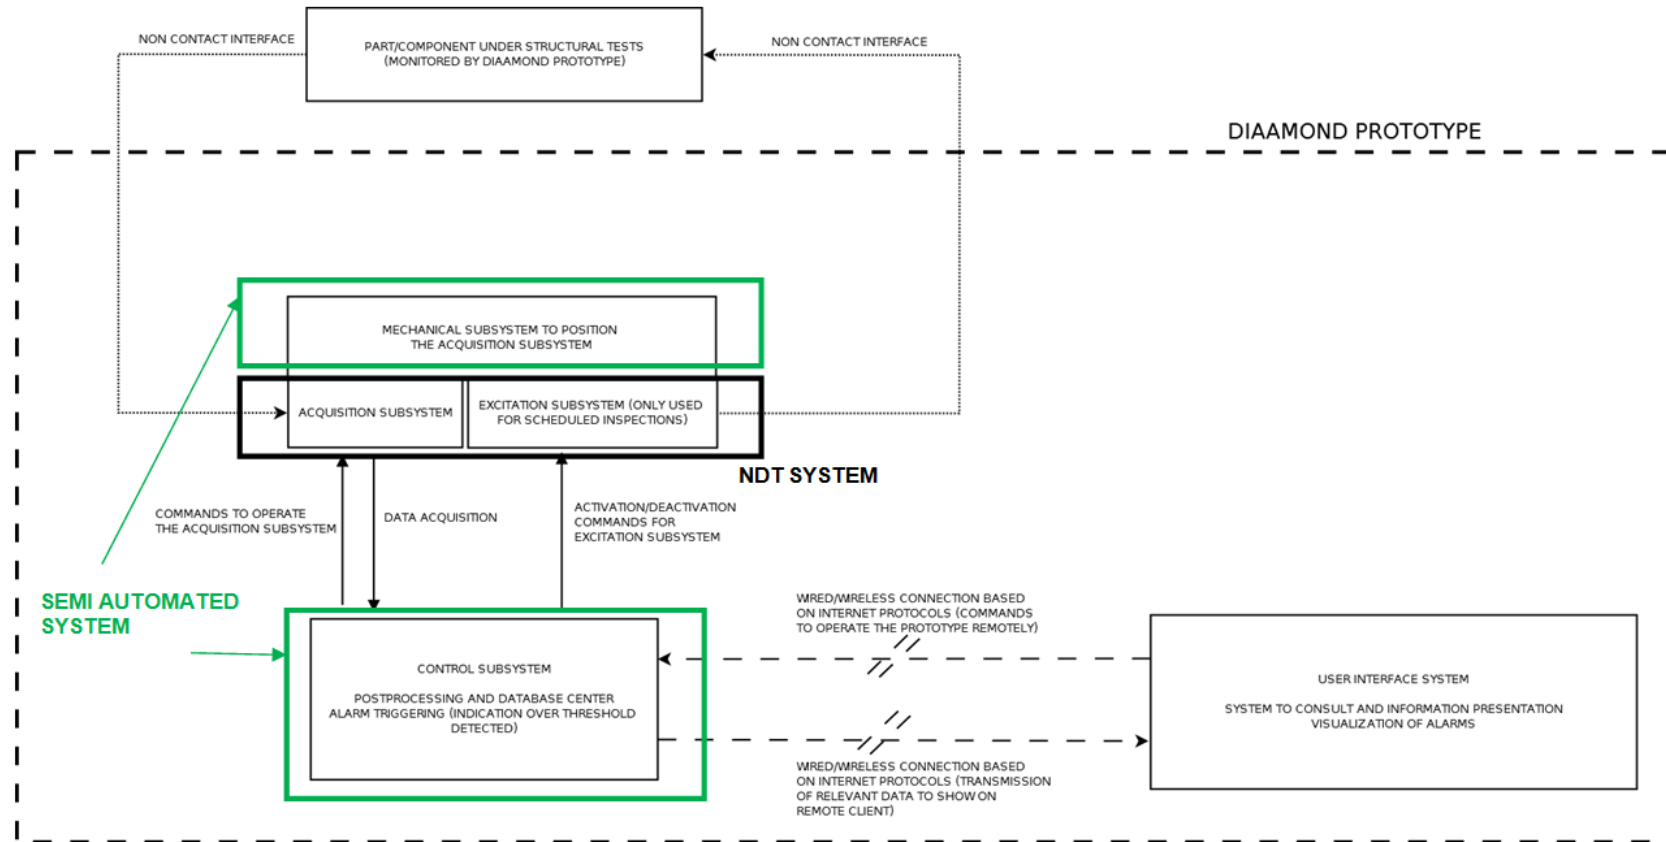 NON CONTACT INTERFACE
PART/COMPONENT UNDER STRUCTURAL TESTS
(MONITORED BY DIAAMOND PROTOTYPE)
NON CONTACT INTERFACE
DIAAMOND PROTOTYPE
MECHANICAL SUBSYSTEM TO POSITION
THE ACQUISITION SUBSYSTEM
ACQUISITION SUBSYSTEM
EXCITATION SUBSYSTEM (ONLY USED
FOR SCHEDULED INSPECTIONS)
NDT SYSTEM
COMMANDS TO OPERATE
THE ACQUISITION SUBSYSTEM
DATA ACQUISITION
ACTIVATION/DEACTIVATION
COMMANDS FOR
EXCITATION SUBSYSTEM
SEMI AUTOMATED
SYSTEM
CONTROL SUBSYSTEM
POSTPROCESSING AND DATABASE CENTER
ALARM TRIGGERING (INDICATION OVER THRESHOLD
DETECTED)
WIRED/WIRELESS CONNECTION BASED
ON INTERNET PROTOCOLS (COMMANDS
TO OPERATE THE PROTOTYPE REMOTELY)
WIRED/WIRELESS CONNECTION BASED
ON INTERNET PROTOCOLS (TRANSMISSION
OF RELEVANT DATA TO SHOW ON
REMOTE CLIENT)
USER INTERFACE SYSTEM
SYSTEM TO CONSULT AND INFORMATION PRESENTATION
VISUALIZATION OF ALARMS